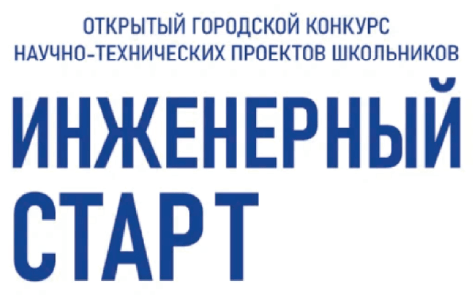 ОТКРЫТЫЙ ГОРОДСКОЙ КОНКУРС
НАУЧНО-ТЕХНИЧЕСКИХ ПРОЕКТОВ ШКОЛЬНИКОВ
ИНЖЕНЕРНЫЙ
СТАРТ